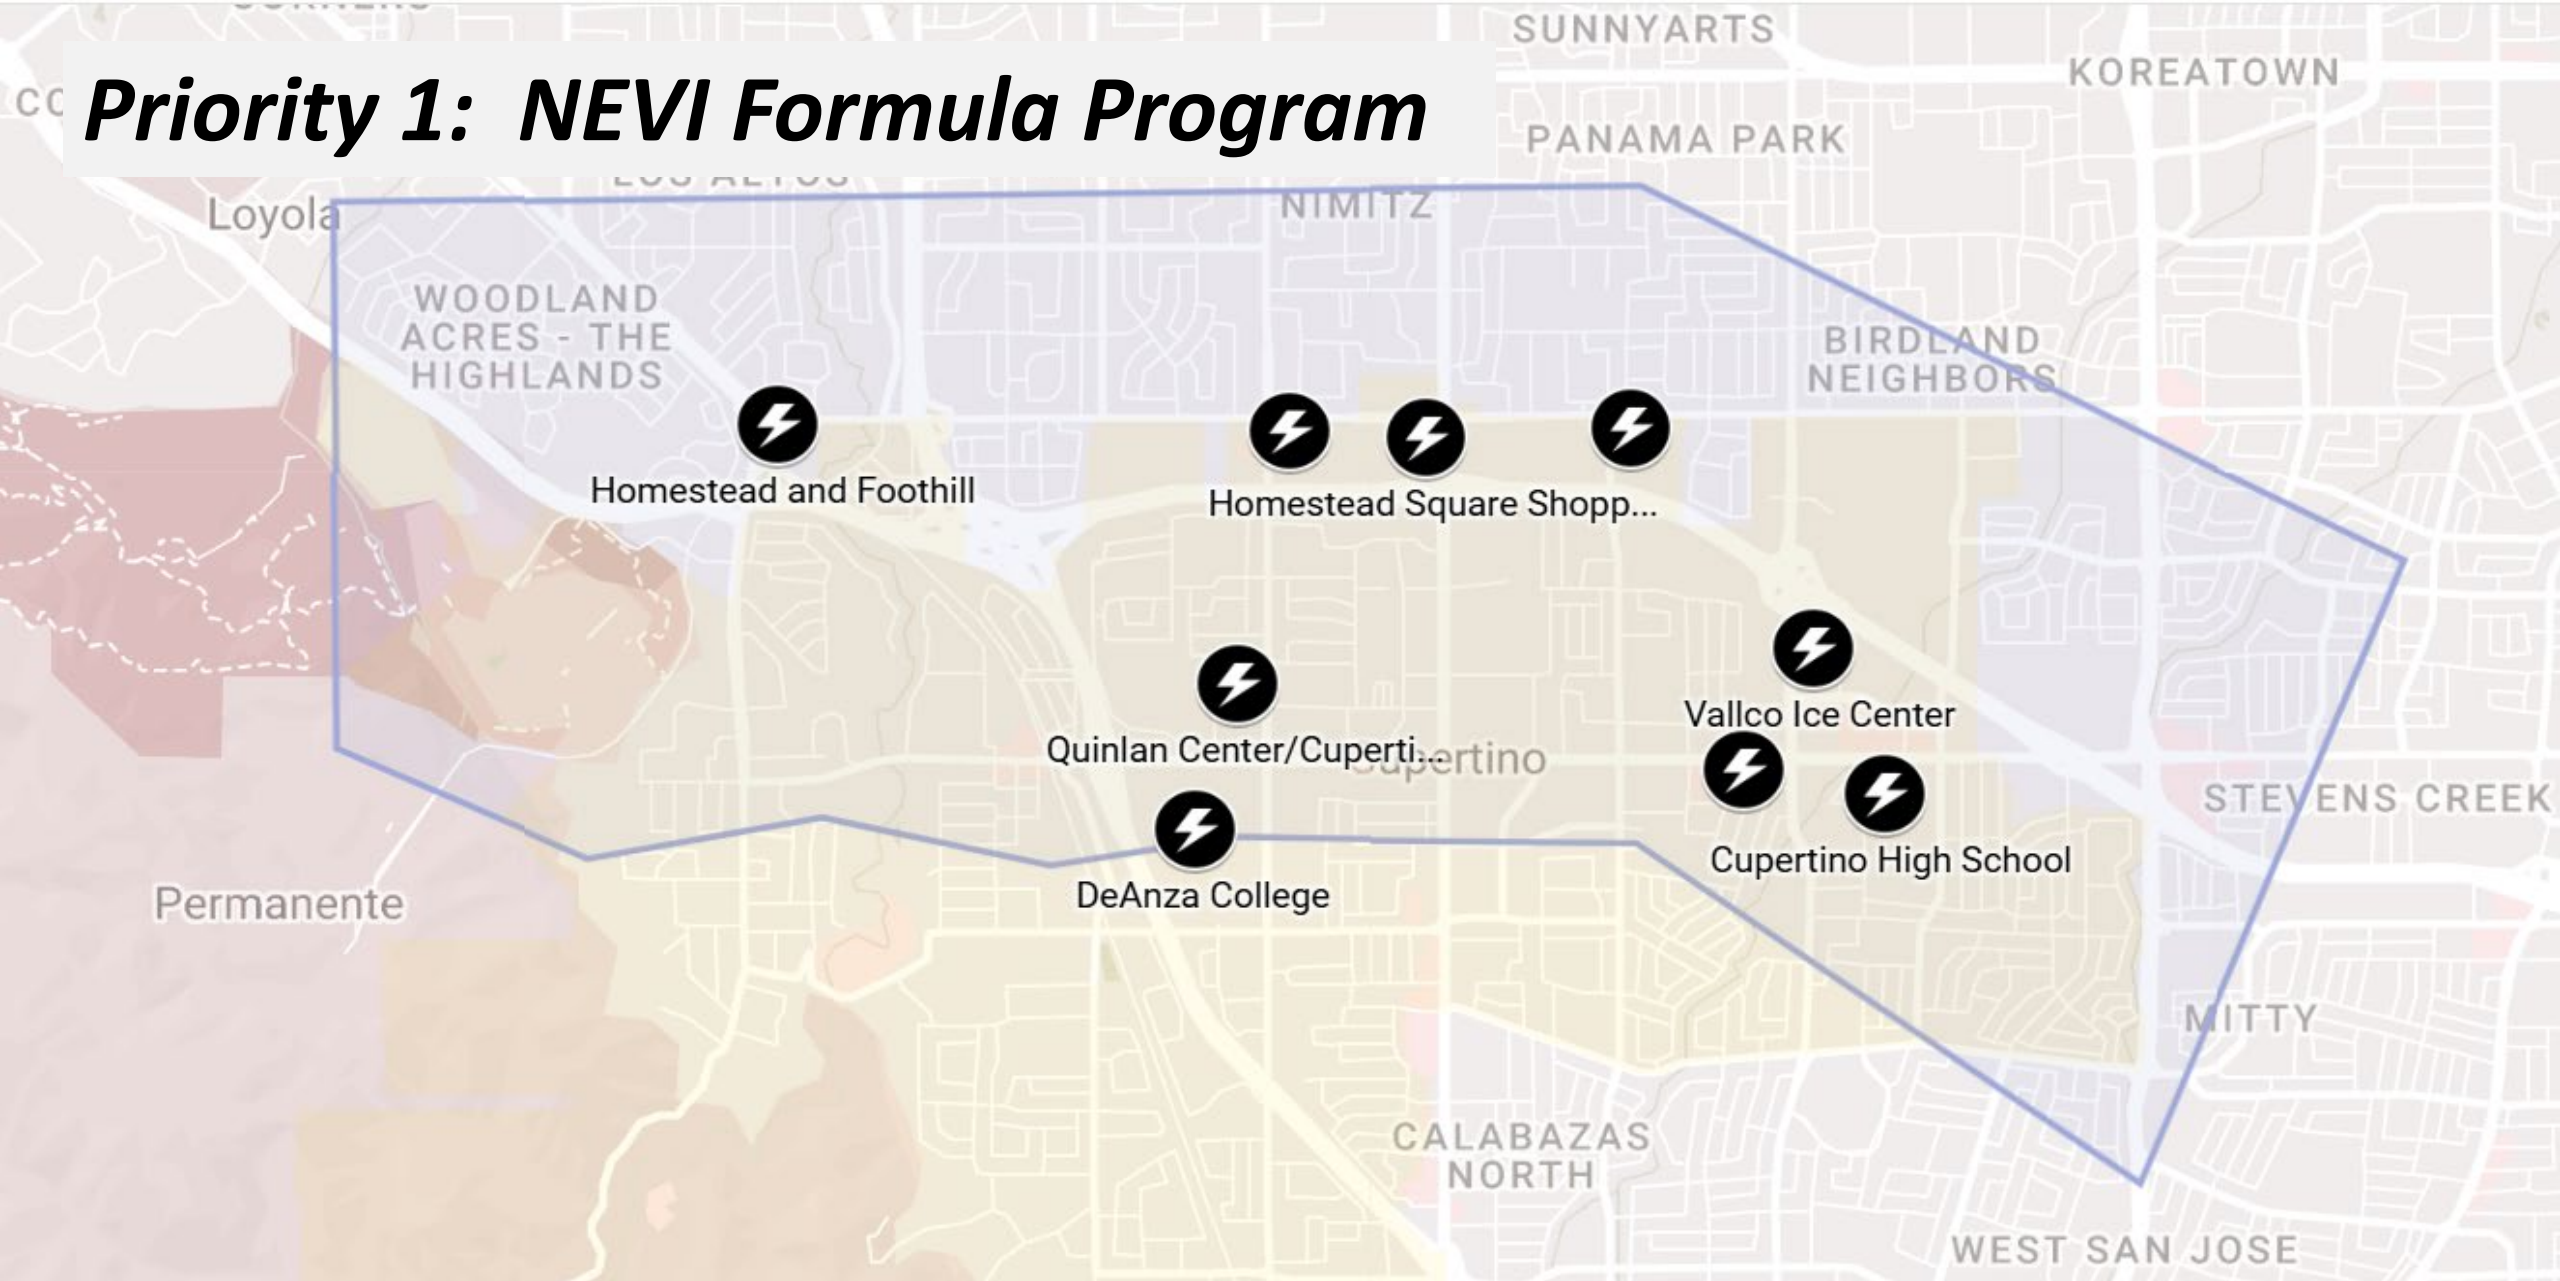 SUNNYARTS
KOREATOWN
Priority 1:  NEVI Formula Program
PANAMA PARK
LOS ALTOS
Loyola
NIMITZ
WOODLAND
ACRES - THE
HIGHLANDS
BIRDLAND
NEIGHBORS
Homestead and Foothill
Homestead Square Shopp...
Vallco Ice Center
Quinlan Center/Cuperti...
STEVENS CREEK
Cupertino High School
DeAnza College
Permanente
MITTY
CALABAZAS
NORTH
WEST SAN JOSE